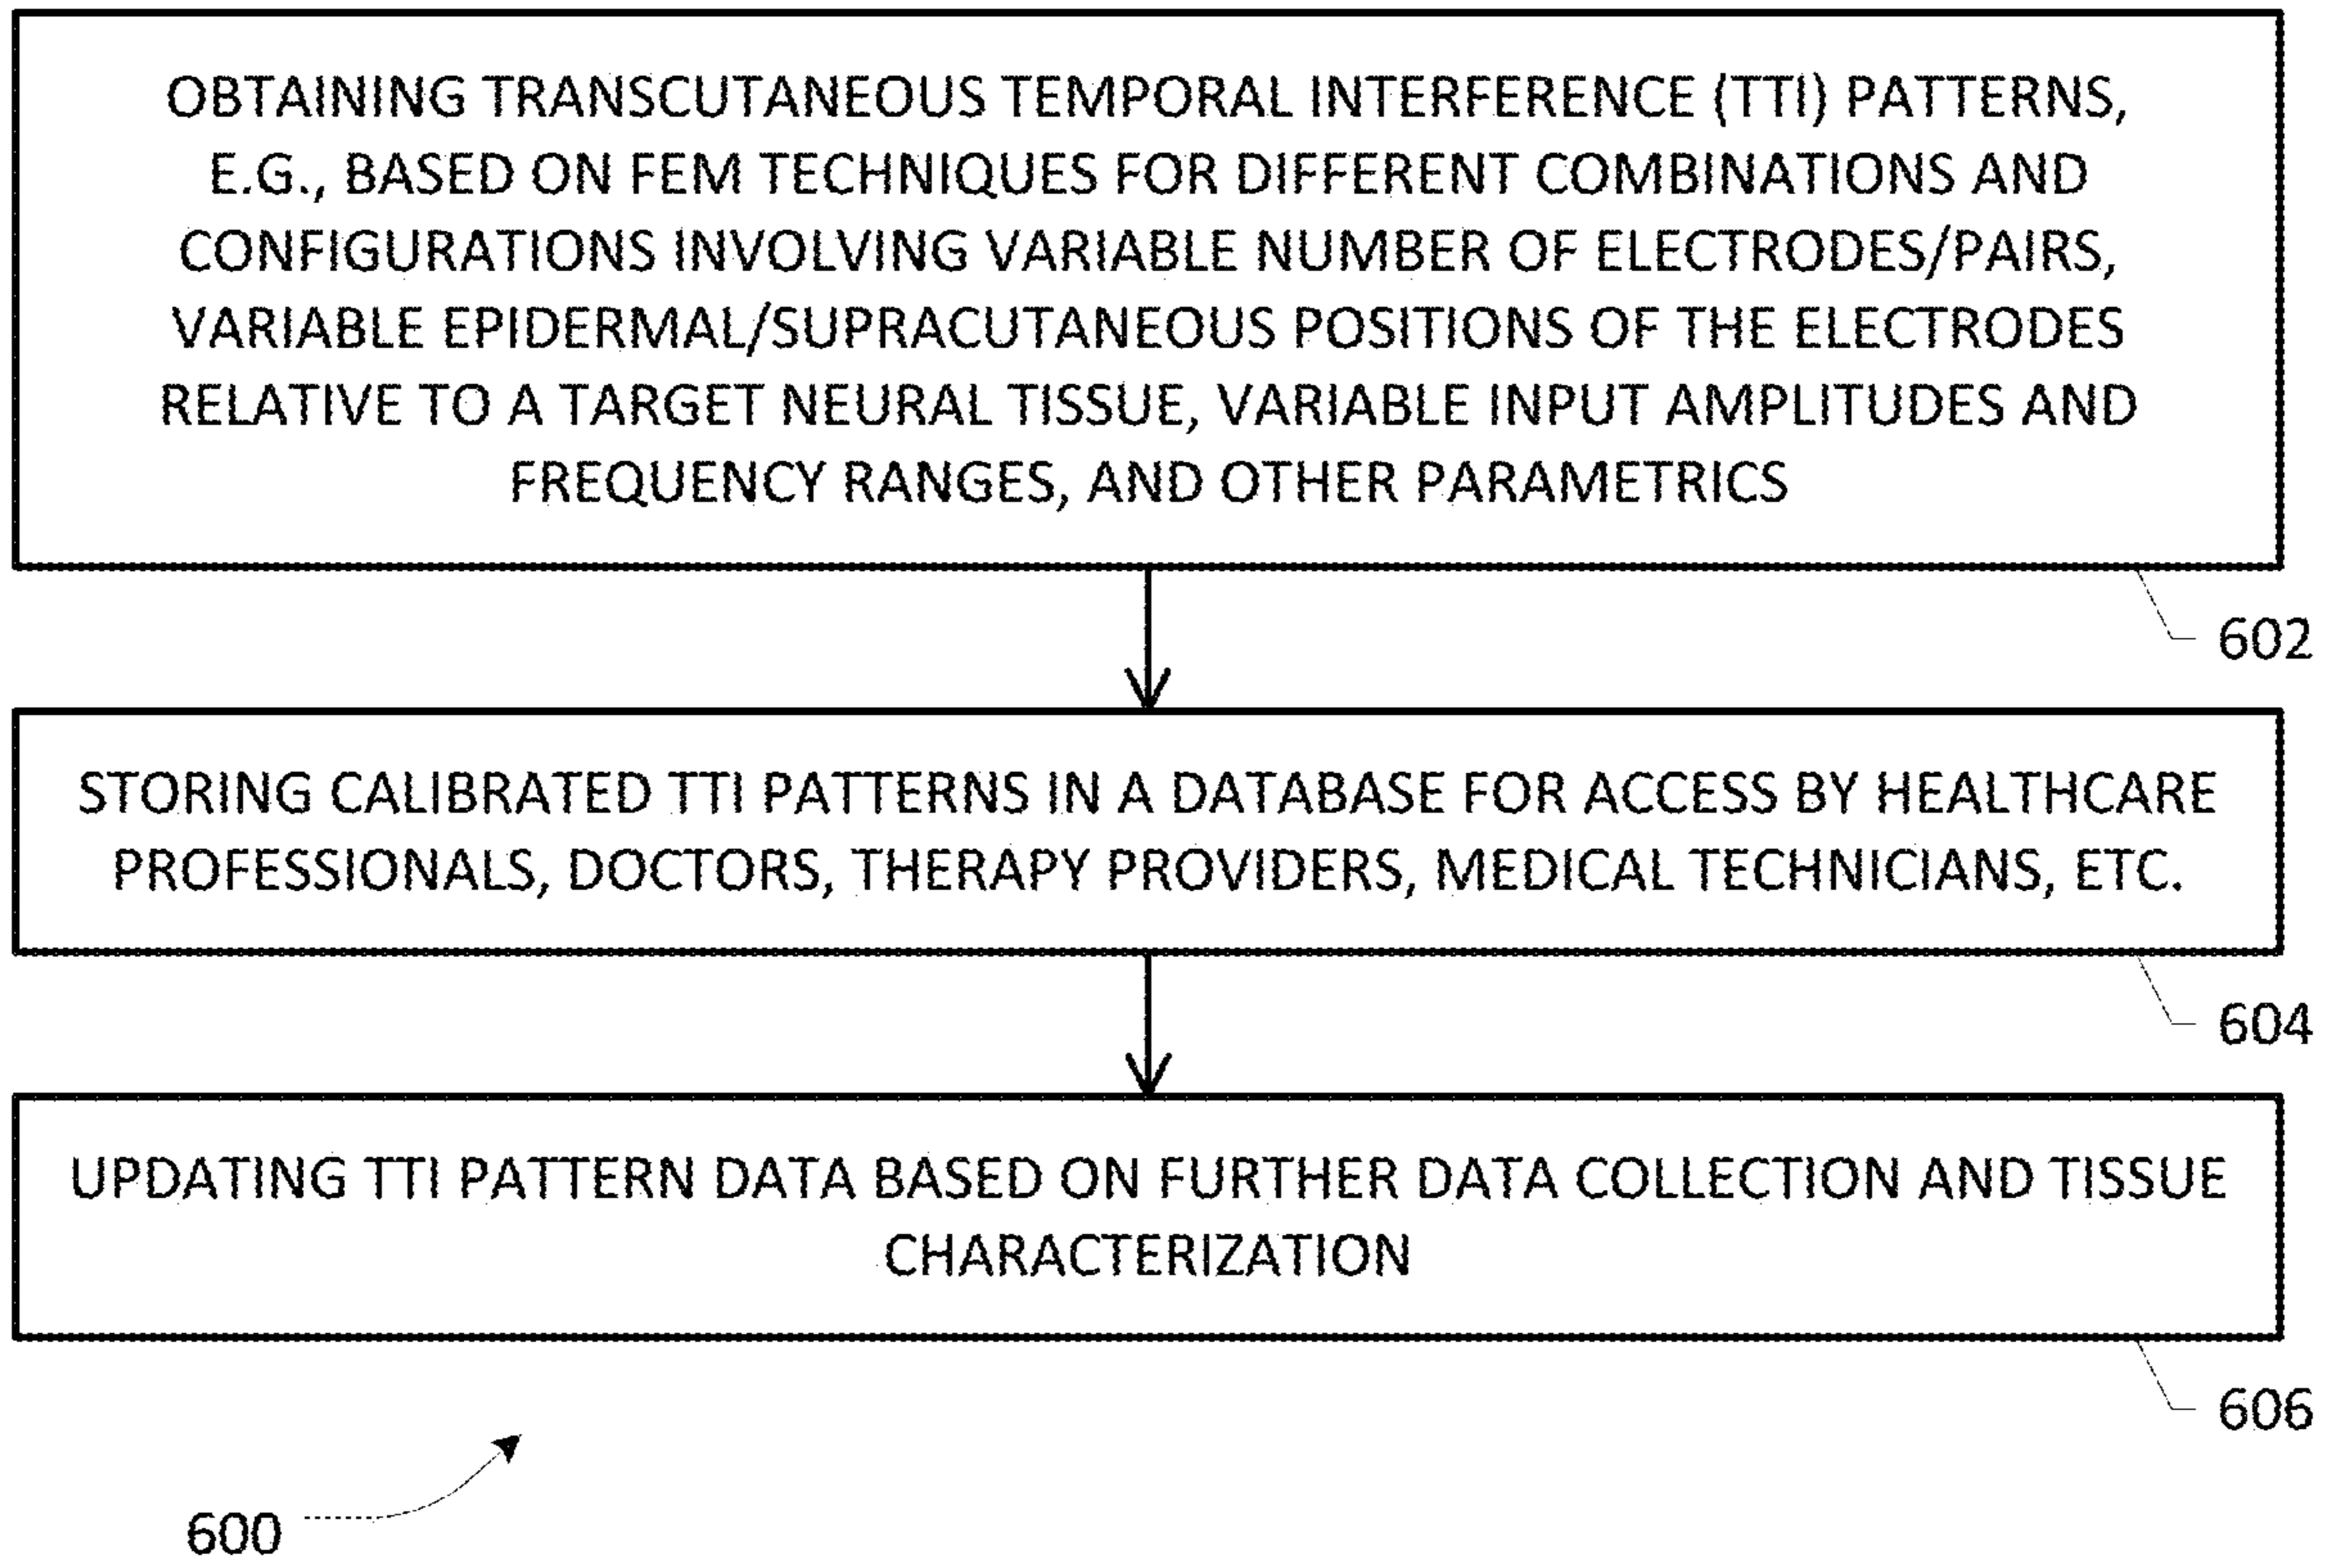 OBTAINING TRANSCUTANEOUS TEMPORAL INTERFERENCE (TTI) PATTERNS,
E.G., BASED ON FEM TECHNIQUES FOR DIFFERENT COMBINATIONS AND
CONFIGURATIONS INVOLVING VARIABLE NUMBER OF ELECTRODES/PAIRS,
VARIABLE EPIDERMAL/SUPRACUTANEOUS POSITIONS OF THE ELECTRODES
RELATIVE TO A TARGET NEURAL TISSUE, VARIABLE INPUT AMPLITUDES AND
FREQUENCY RANGES, AND OTHER PARAMETRICS
602
STORING CALIBRATED TTI PATTERNS IN A DATABASE FOR ACCESS BY HEALTHCARE
PROFESSIONALS, DOCTORS, THERAPY PROVIDERS, MEDICAL TECHNICIANS, ETC.
604
UPDATING TTI PATTERN DATA BASED ON FURTHER DATA COLLECTION AND TISSUE
CHARACTERIZATION
606
600